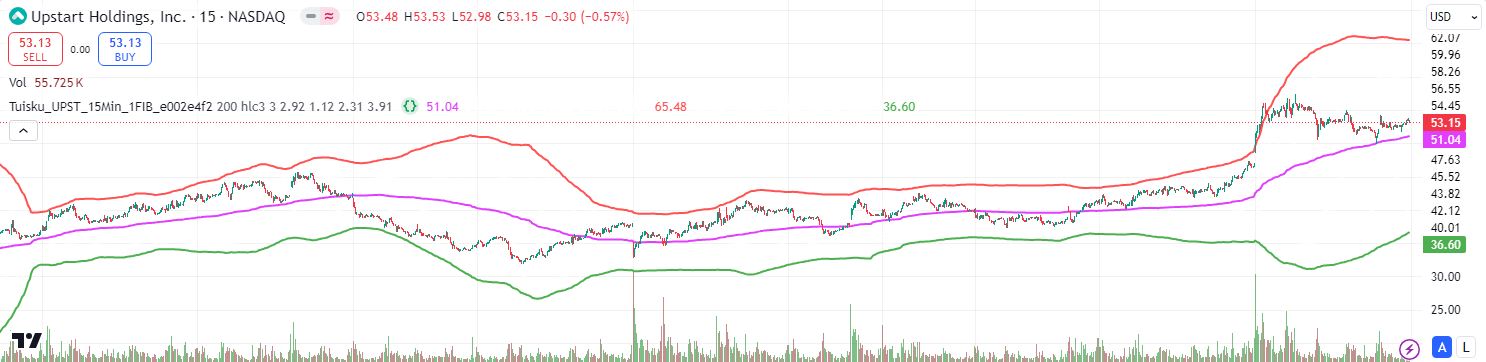 Upstart Holdings, Inc. · 15 · NASDAQ O53.48 H53.53 L52.98 C53.15 −0.30 (−0.57%)
USD
53.13 SELL
0.00
53.13 BUY
Vol 55.725 K
Tuisku_UPST_15Min_1FIB_e002e4f2 200 hlc3 3 2.92 1.12 2.31 3.91 {} 51.04 65.48 36.60
62.07
59.96
58.26
56.55
54.45
53.15
51.04
47.63
45.52
43.82
42.12
40.01
36.60
30.00
25.00
A L